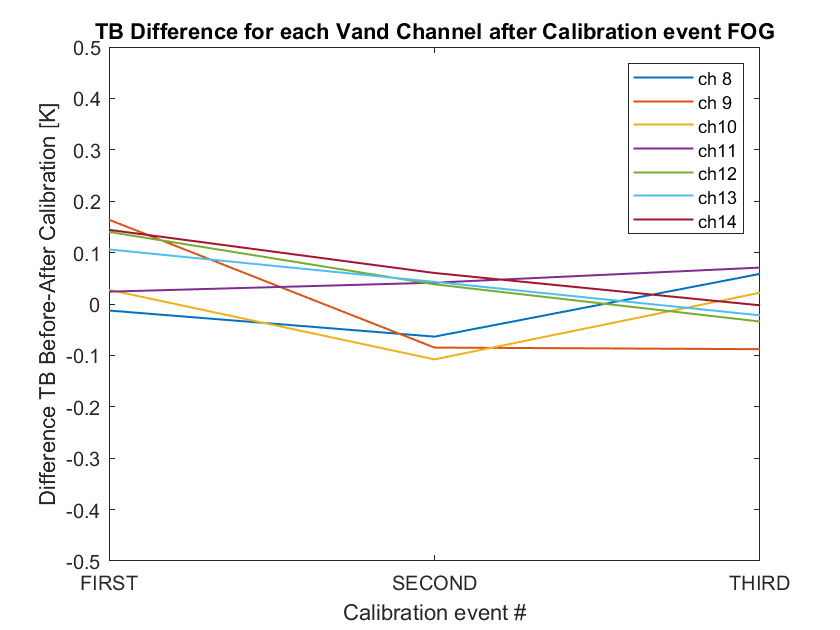 TB Difference for each Vand Channel after Calibration event FOG
0.5
0.4
0.3
0.2
0.1
0
-0.1
-0.2
-0.3
-0.4
-0.5
Difference TB Before-After Calibration [K]
ch 8
ch 9
ch10
ch11
ch12
ch13
ch14
FIRST
SECOND
THIRD
Calibration event #